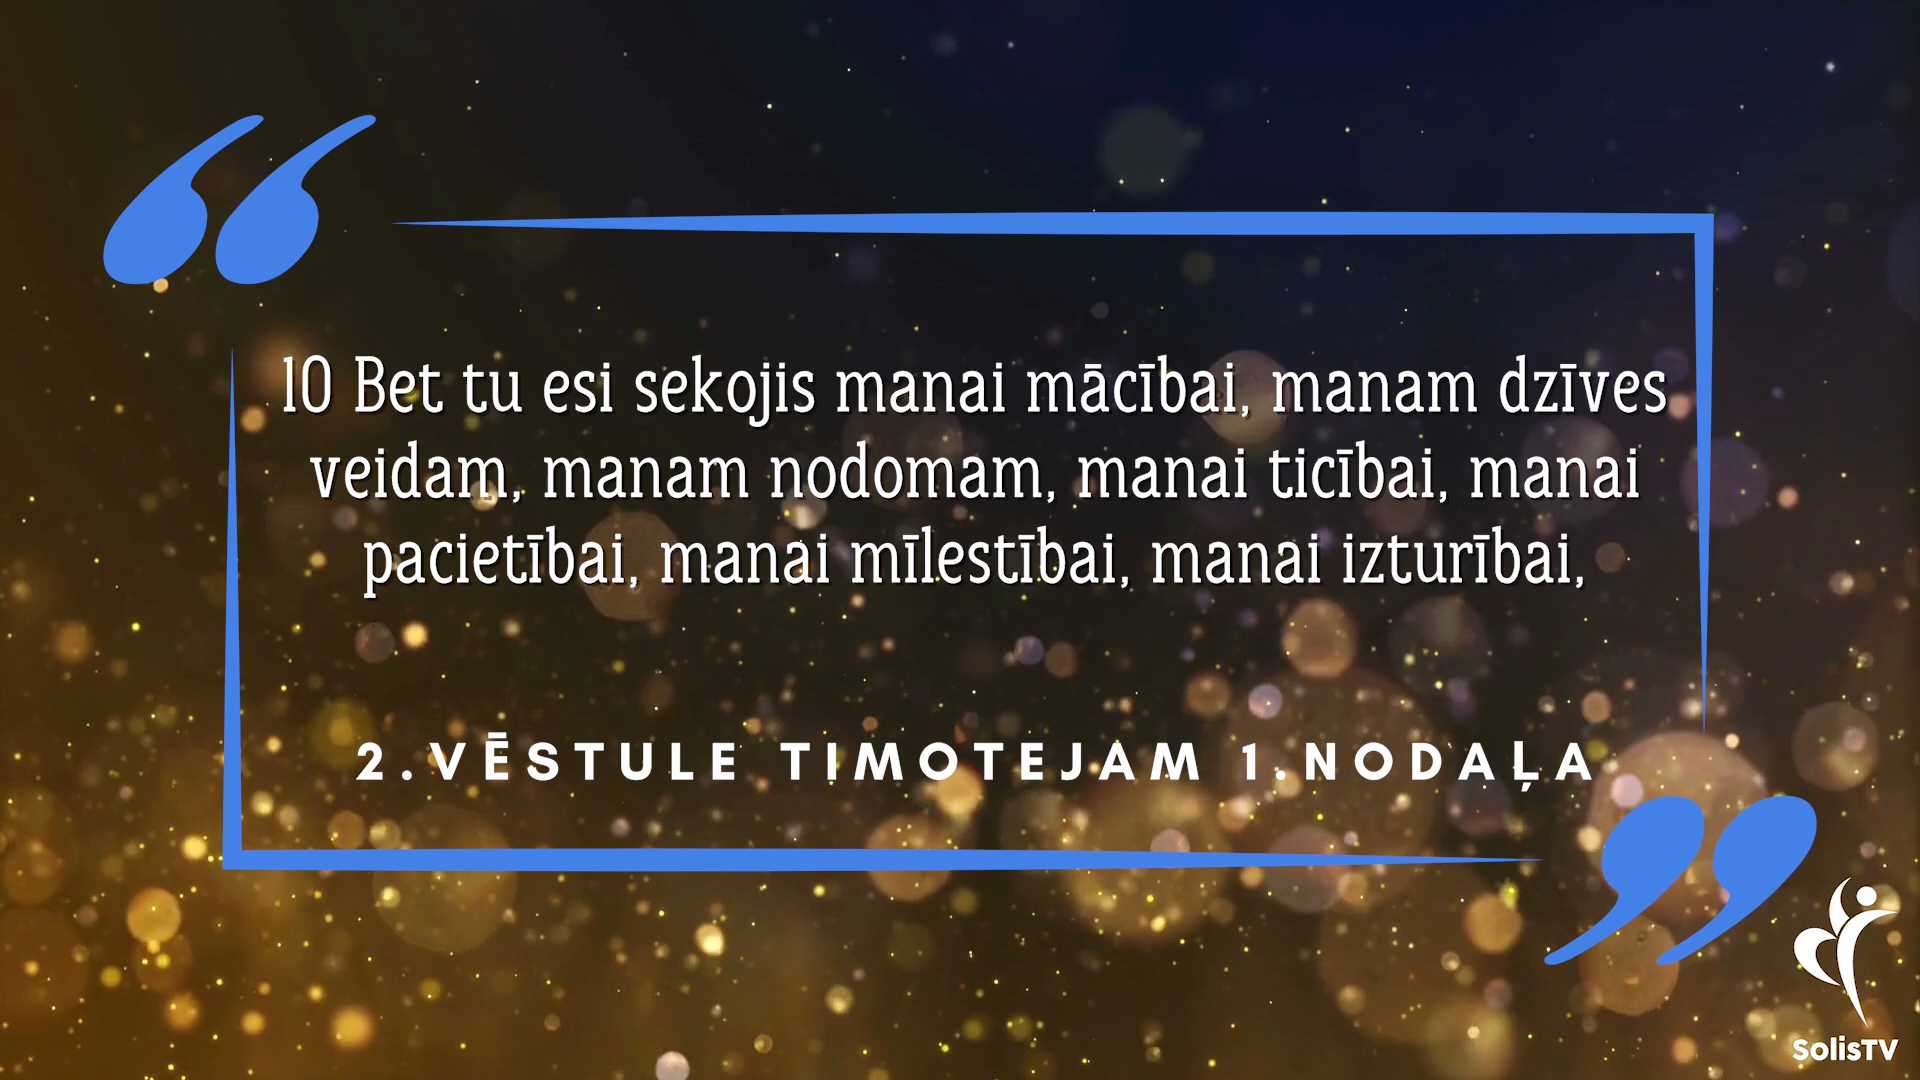 10 Bet tu esi sekojis manai mācībai, manam dzīves
veidam, manam nodomam, manai ticībai, manai
pacietībai, manai mīlestībai, manai izturībai,
2.VĒSTULE TIMOTEJAM 1.NODAĻA
SolisTV